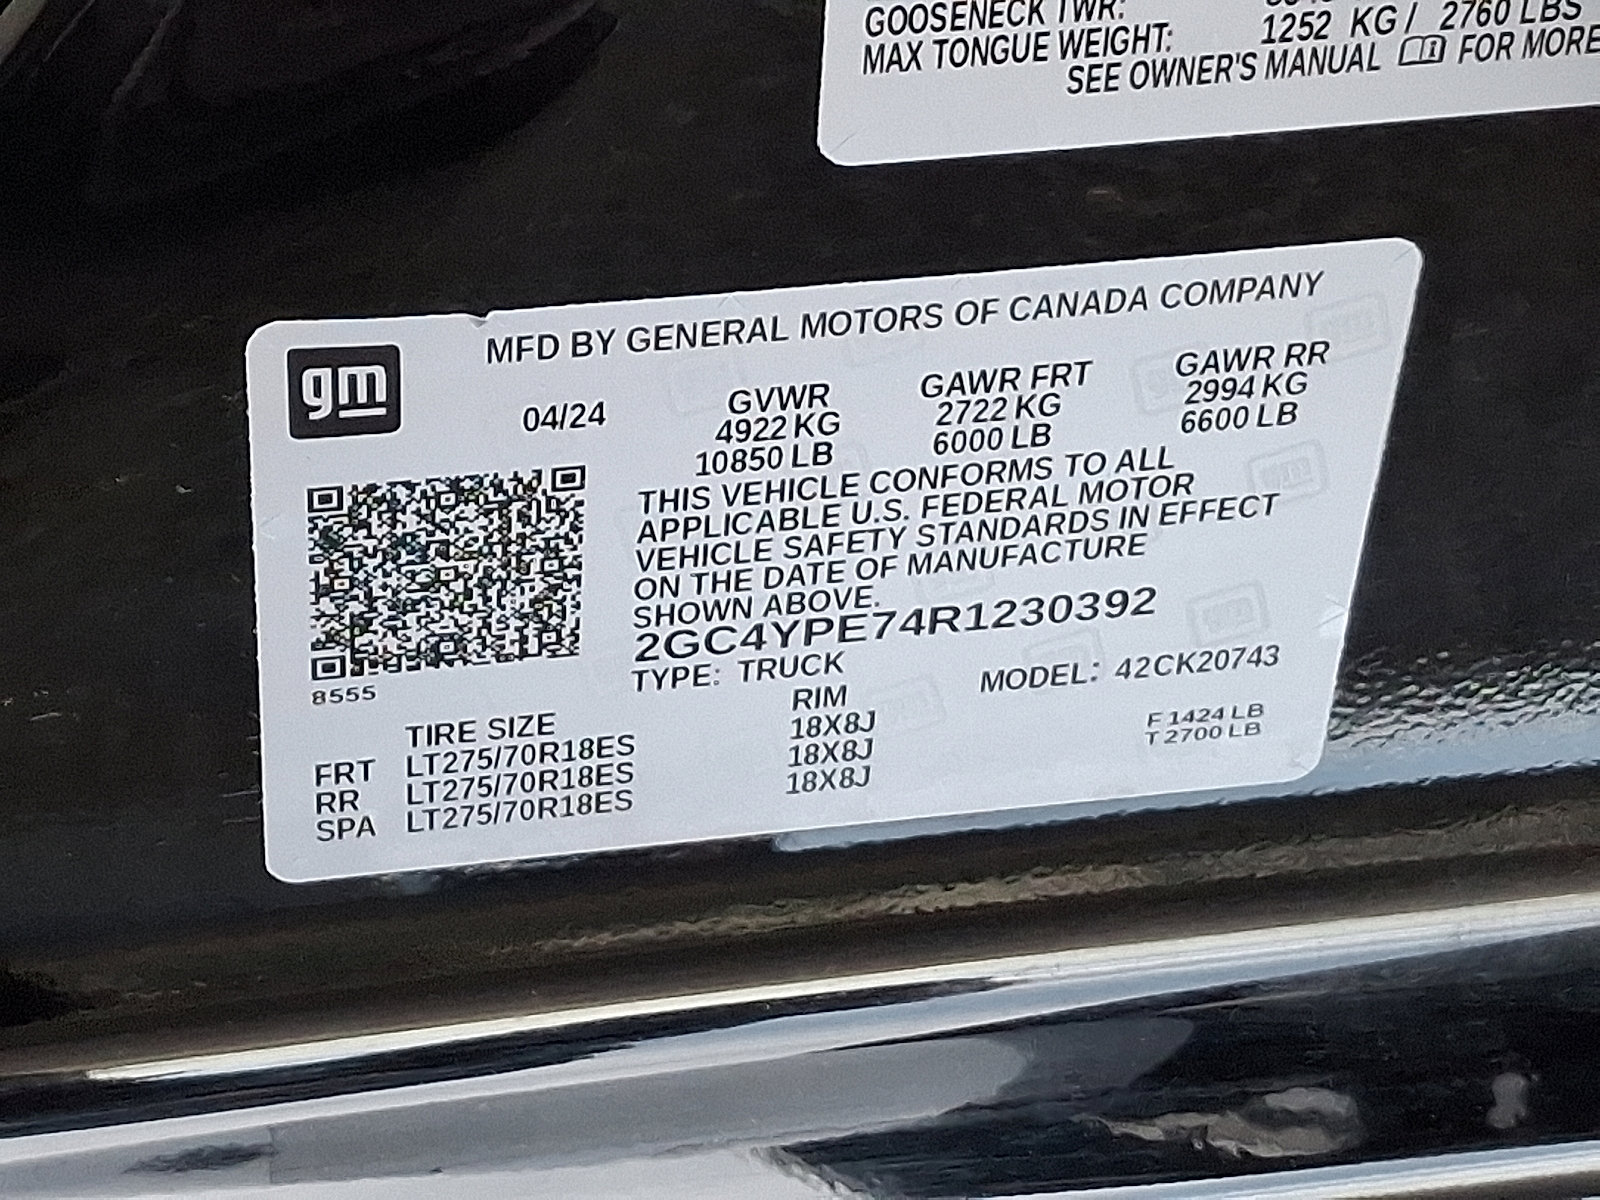 GOOSENECK TWR:
MAX TONGUE WEIGHT: 1252 KG / 2760 LBS
SEE OWNER'S MANUAL FOR MORE
gm
MFD BY GENERAL MOTORS OF CANADA COMPANY
04/24 GVWR GAWR FRT GAWR RR
4922 KG 2722 KG 2994 KG
10850 LB 6000 LB 6600 LB
THIS VEHICLE CONFORMS TO ALL
APPLICABLE U.S. FEDERAL MOTOR
VEHICLE SAFETY STANDARDS IN EFFECT
ON THE DATE OF MANUFACTURE
SHOWN ABOVE.
2GC4YPE74R1230392
TYPE: TRUCK MODEL: 42CK20743
8555
TIRE SIZE RIM
FRT LT275/70R18ES 18X8J
RR LT275/70R18ES 18X8J
SPA LT275/70R18ES 18X8J
F 1424 LB
T 2700 LB